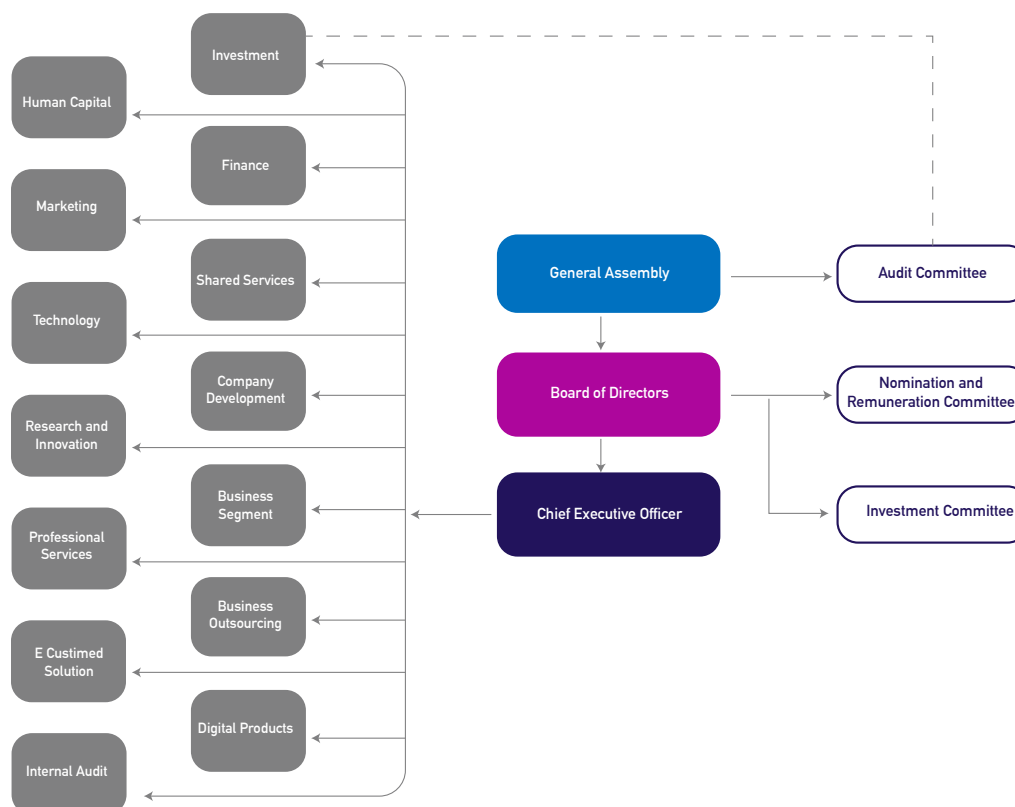 Investment
Human Capital
Finance
Marketing
General Assembly
Audit Committee
Shared Services
Technology
Company
Development
Board of Directors
Nomination and
Remuneration Committee
Research and
Innovation
Business
Segment
Chief Executive Officer
Investment Committee
Professional
Services
Business
Outsourcing
E Custimed
Solution
Digital Products
Internal Audit